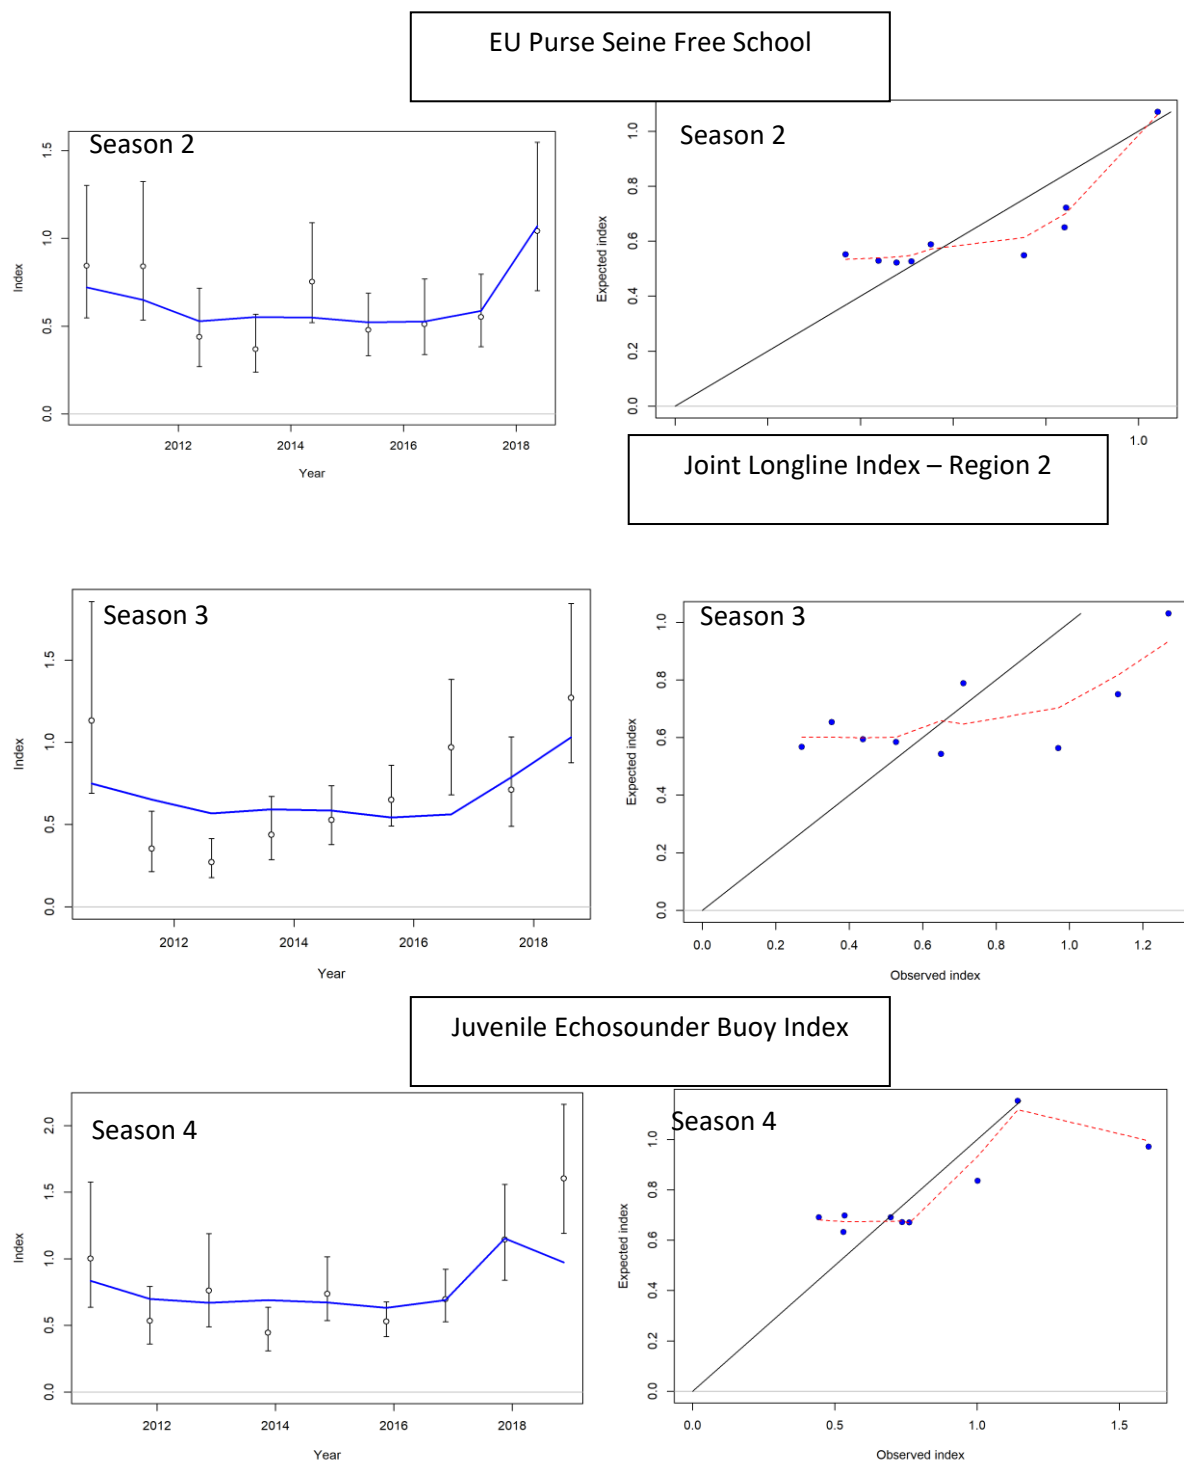 EU Purse Seine Free School
Season 2
Index
0.0
0.5
1.0
1.5
2012
2014
2016
2018
Year
Season 2
Expected index
0.0
0.2
0.4
0.6
0.8
1.0
1.0
Joint Longline Index – Region 2
Season 3
Index
0.0
0.5
1.0
1.5
2012
2014
2016
2018
Year
Season 3
Expected index
0.0
0.2
0.4
0.6
0.8
1.0
0.0
0.2
0.4
0.6
0.8
1.0
1.2
Observed index
Juvenile Echosounder Buoy Index
Season 4
Index
0.0
0.5
1.0
1.5
2.0
2012
2014
2016
2018
Year
Season 4
Expected index
0.0
0.2
0.4
0.6
0.8
1.0
0.0
0.5
1.0
1.5
Observed index